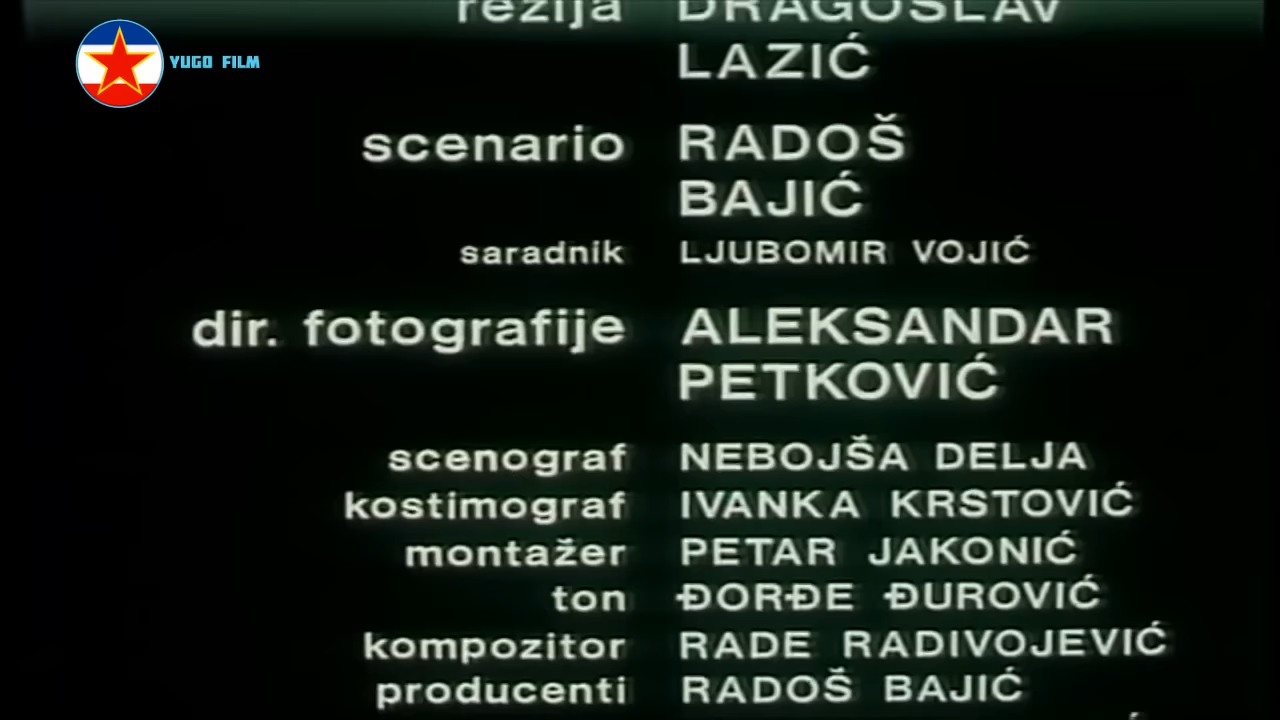 režija DRAGOSLAV
YUGO FILM
LAZIĆ
scenario RADOŠ
BAJIĆ
saradnik LJUBOMIR VOJIĆ
dir. fotografije ALEKSANDAR
PETKOVIĆ
scenograf NEBOJŠA DELJA
kostimograf IVANKA KRSTOVIĆ
montažer PETAR JAKONIĆ
ton ĐORĐE ĐUROVIĆ
kompozitor RADE RADIVOJEVIĆ
producenti RADOŠ BAJIĆ